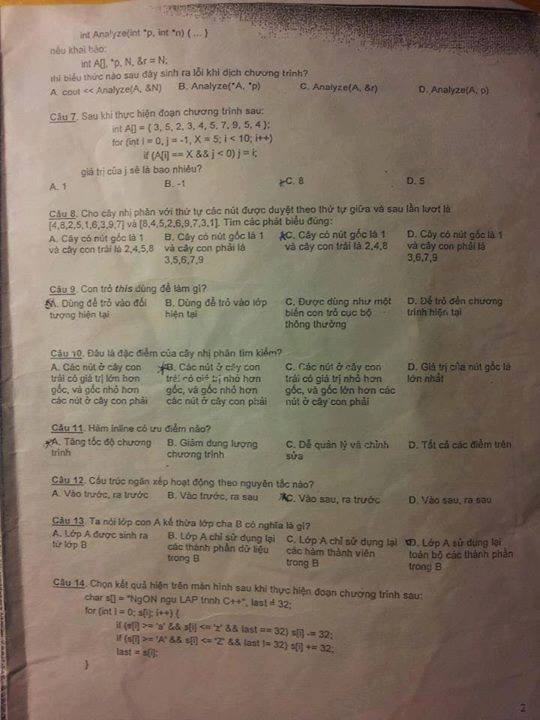 int Analyze(int *p, int *n) { ... }
nếu khai báo:
int A[], *p, N, &r = N;
thì biểu thức nào sau đây sinh ra lỗi khi dịch chương trình?
A. cout << Analyze(A, &N) B. Analyze(*A, *p) C. Analyze(A, &r) D. Analyze(A, p)
Câu 7. Sau khi thực hiện đoạn chương trình sau:
int A[] = { 3, 5, 2, 3, 4, 5, 7, 9, 5, 4 };
for (int i = 0, j = -1, X = 5; i < 10; i++)
if (A[i] == X && j < 0) j = i;
giá trị của j sẽ là bao nhiêu?
A. 1 B. -1 C. 8 D. 5
Câu 8. Cho cây nhị phân với thứ tự các nút được duyệt theo thứ tự giữa và sau lần lượt là
[4,8,2,5,1,6,3,9,7] và [8,4,5,2,6,9,7,3,1]. Tìm các phát biểu đúng:
A. Cây có nút gốc là 1 B. Cây có nút gốc là 1 C. Cây có nút gốc là 1 D. Cây có nút gốc là 1
và cây con trái là 2,4,5,8 và cây con phải là và cây con trái là 2,4,8 và cây con phải là
3,5,6,7,9 3,6,7,9
Câu 9. Con trỏ this dùng để làm gì?
A. Dùng để trỏ vào đối B. Dùng để trỏ vào lớp C. Được dùng như một D. Để trỏ đến chương
tượng hiện tại hiện tại biến con trỏ cục bộ trình hiện tại
thông thường
Câu 10. Đâu là đặc điểm của cây nhị phân tìm kiếm?
A. Các nút ở cây con B. Các nút ở cây con C. Các nút ở cây con D. Giá trị của nút gốc là
trái có giá trị lớn hơn trái có giá trị nhỏ hơn trái có giá trị nhỏ hơn lớn nhất
gốc, và gốc nhỏ hơn gốc, và gốc nhỏ hơn gốc, và gốc lớn hơn các
các nút ở cây con phải các nút ở cây con phải nút ở cây con phải
Câu 11. Hàm inline có ưu điểm nào?
A. Tăng tốc độ chương B. Giảm dung lượng C. Dễ quản lý và chỉnh D. Tất cả các điểm trên
trình chương trình sửa
Câu 12. Cấu trúc ngăn xếp hoạt động theo nguyên tắc nào?
A. Vào trước, ra trước B. Vào trước, ra sau C. Vào sau, ra trước D. Vào sau, ra sau
Câu 13. Ta nói lớp con A kế thừa lớp cha B có nghĩa là gì?
A. Lớp A được sinh ra B. Lớp A chỉ sử dụng lại C. Lớp A chỉ sử dụng lại D. Lớp A sử dụng lại
từ lớp B các thành phần dữ liệu các hàm thành viên toàn bộ các thành phần
trong B trong B trong B
Câu 14. Chọn kết quả hiện trên màn hình sau khi thực hiện đoạn chương trình sau:
char s[] = "NgON ngu LAP trinh C++", last = 32;
for (int i = 0; s[i]; i++) {
if (s[i] >= 'a' && s[i] <= 'z' && last == 32) s[i] -= 32;
if (s[i] >= 'A' && s[i] <= 'Z' && last != 32) s[i] += 32;
last = s[i];
}
2